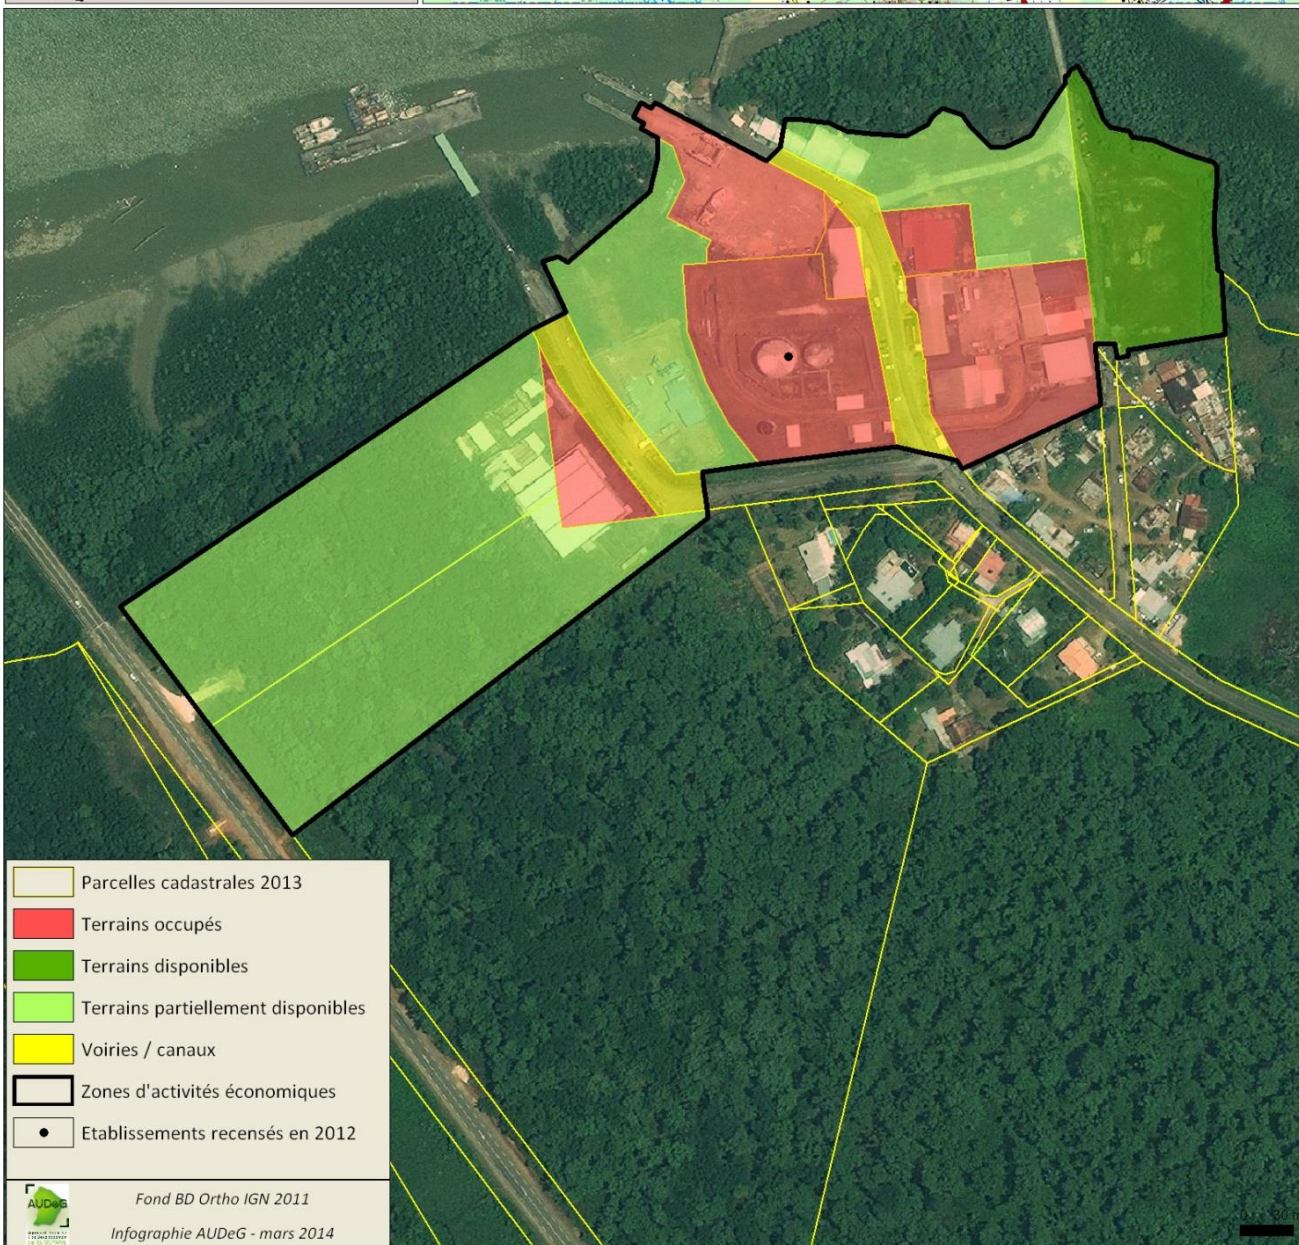 Parcelles cadastrales 2013
Terrains occupés
Terrains disponibles
Terrains partiellement disponibles
Voiries / canaux
Zones d'activités économiques
Etablissements recensés en 2012
AUDeG
Fond BD Ortho IGN 2011
Infographie AUDeG - mars 2014